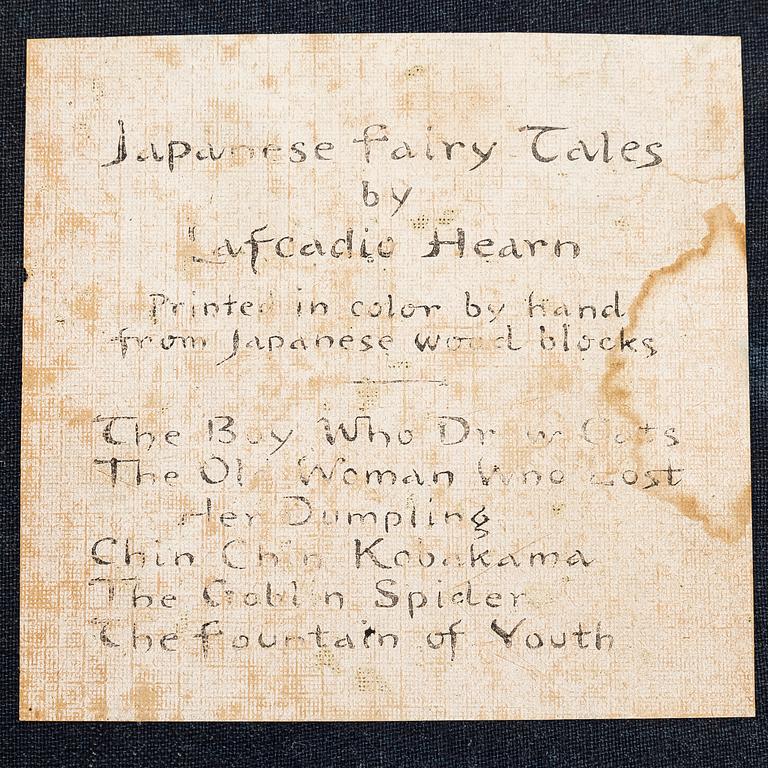 Japanese Fairy Tales
by
Lafcadio Hearn
Printed in color by hand
from Japanese wood blocks
The Boy Who Drew Cats
The Old Woman Who Lost
Her Dumpling
Chin Chin Kobakama
The Goblin Spider
The Fountain of Youth